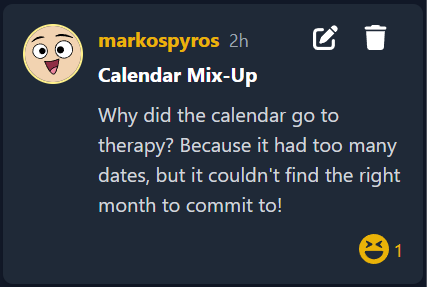 markospyros 2h
Calendar Mix-Up
Why did the calendar go to
therapy? Because it had too many
dates, but it couldn't find the right
month to commit to!
1